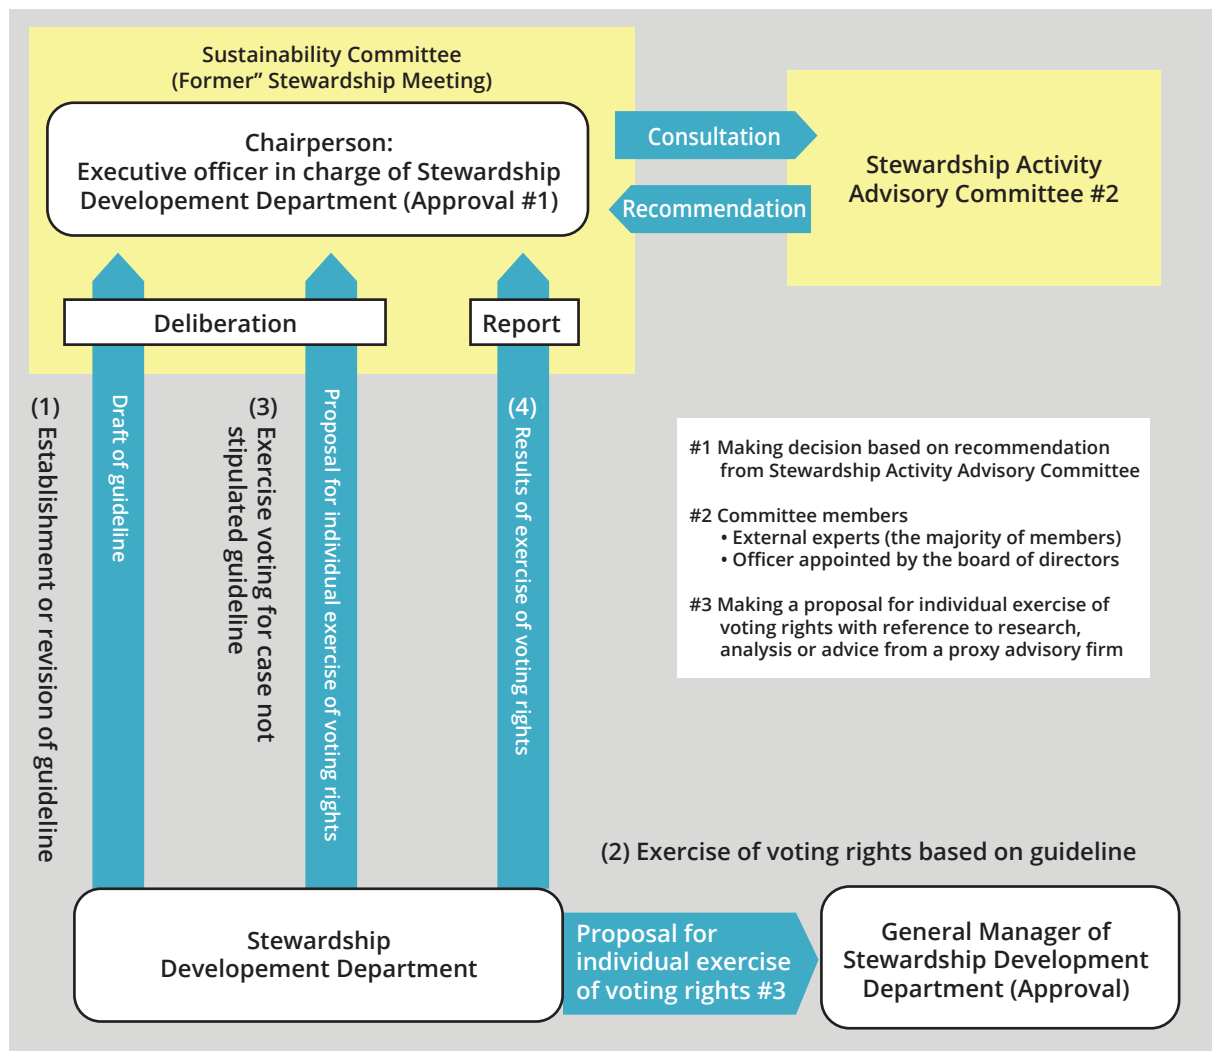 Sustainability Committee
(Former” Stewardship Meeting)
Chairperson:
Executive officer in charge of Stewardship
Developement Department (Approval #1)
Consultation
Recommendation
Stewardship Activity
Advisory Committee #2
Deliberation
Report
(1) Establishment or revision of guideline
Draft of guideline
(3) Exercise voting for case not
stipulated guideline
Proposal for individual exercise of voting rights
(4) Results of exercise of voting rights
#1 Making decision based on recommendation
from Stewardship Activity Advisory Committee
#2 Committee members
• External experts (the majority of members)
• Officer appointed by the board of directors
#3 Making a proposal for individual exercise of
voting rights with reference to research,
analysis or advice from a proxy advisory firm
(2) Exercise of voting rights based on guideline
Stewardship
Developement Department
Proposal for
individual exercise
of voting rights #3
General Manager of
Stewardship Development
Department (Approval)